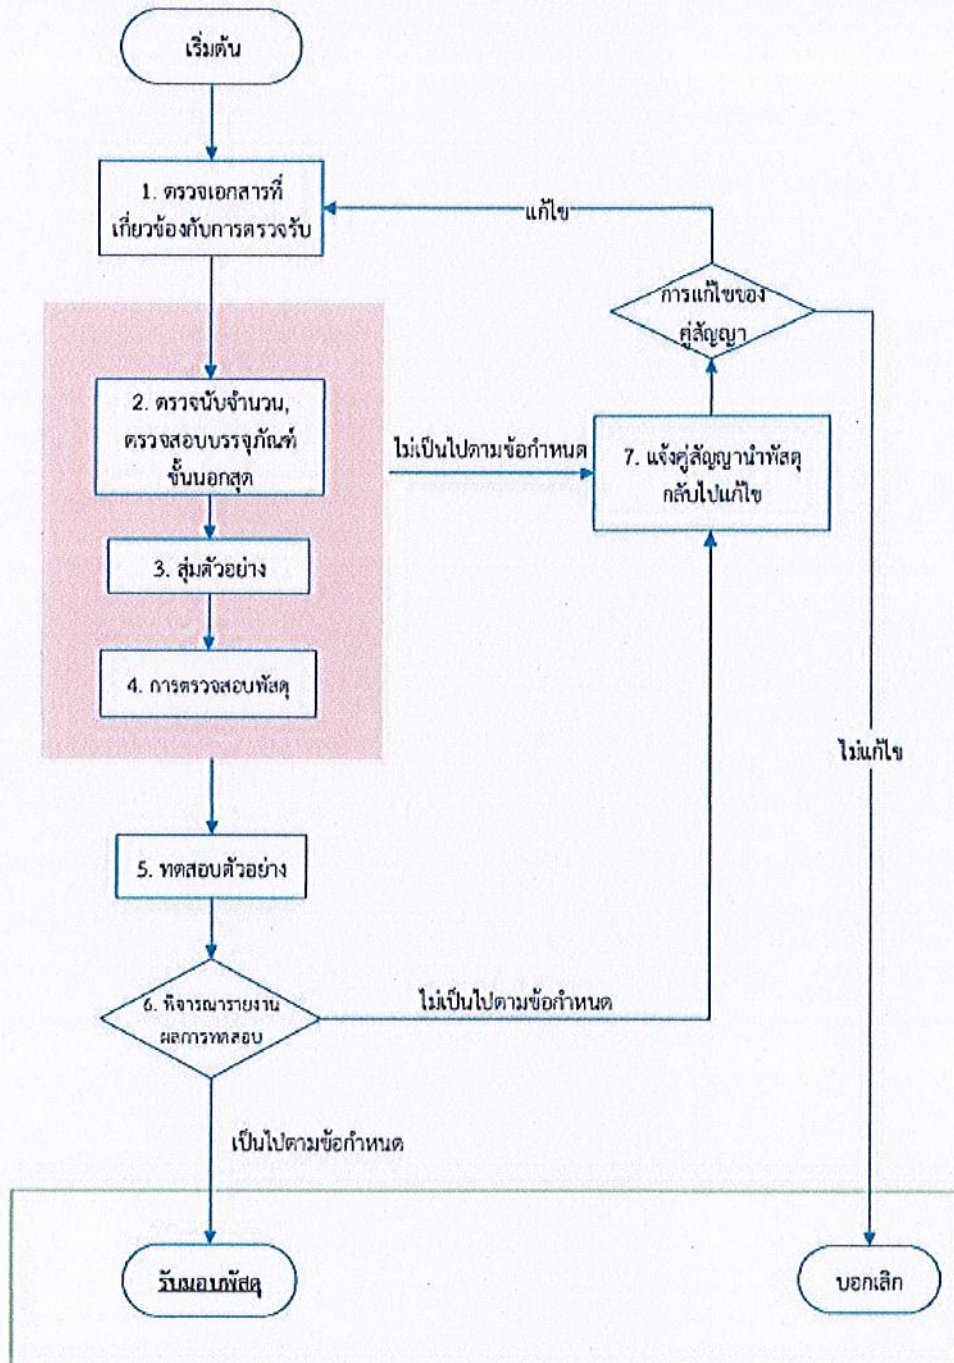 เริ่มต้น
1. ตรวจเอกสารที่
เกี่ยวข้องกับการตรวจรับ
แก้ไข
การแก้ไขของ
คู่สัญญา
2. ตรวจนับจำนวน,
ตรวจสอบบรรจุภัณฑ์
ชั้นนอกสุด
ไม่เป็นไปตามข้อกำหนด
7. แจ้งคู่สัญญานำพัสดุ
กลับไปแก้ไข
3. สุ่มตัวอย่าง
4. การตรวจสอบพัสดุ
ไม่แก้ไข
5. ทดสอบตัวอย่าง
6. พิจารณารายงาน
ผลการทดสอบ
ไม่เป็นไปตามข้อกำหนด
เป็นไปตามข้อกำหนด
รับมอบพัสดุ
บอกเลิก